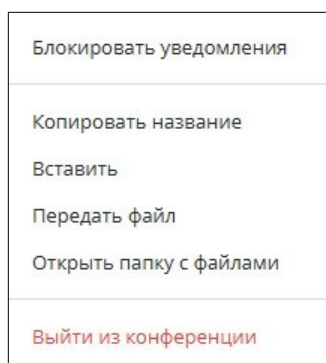 Блокировать уведомления
Копировать название
Вставить
Передать файл
Открыть папку с файлами
Выйти из конференции